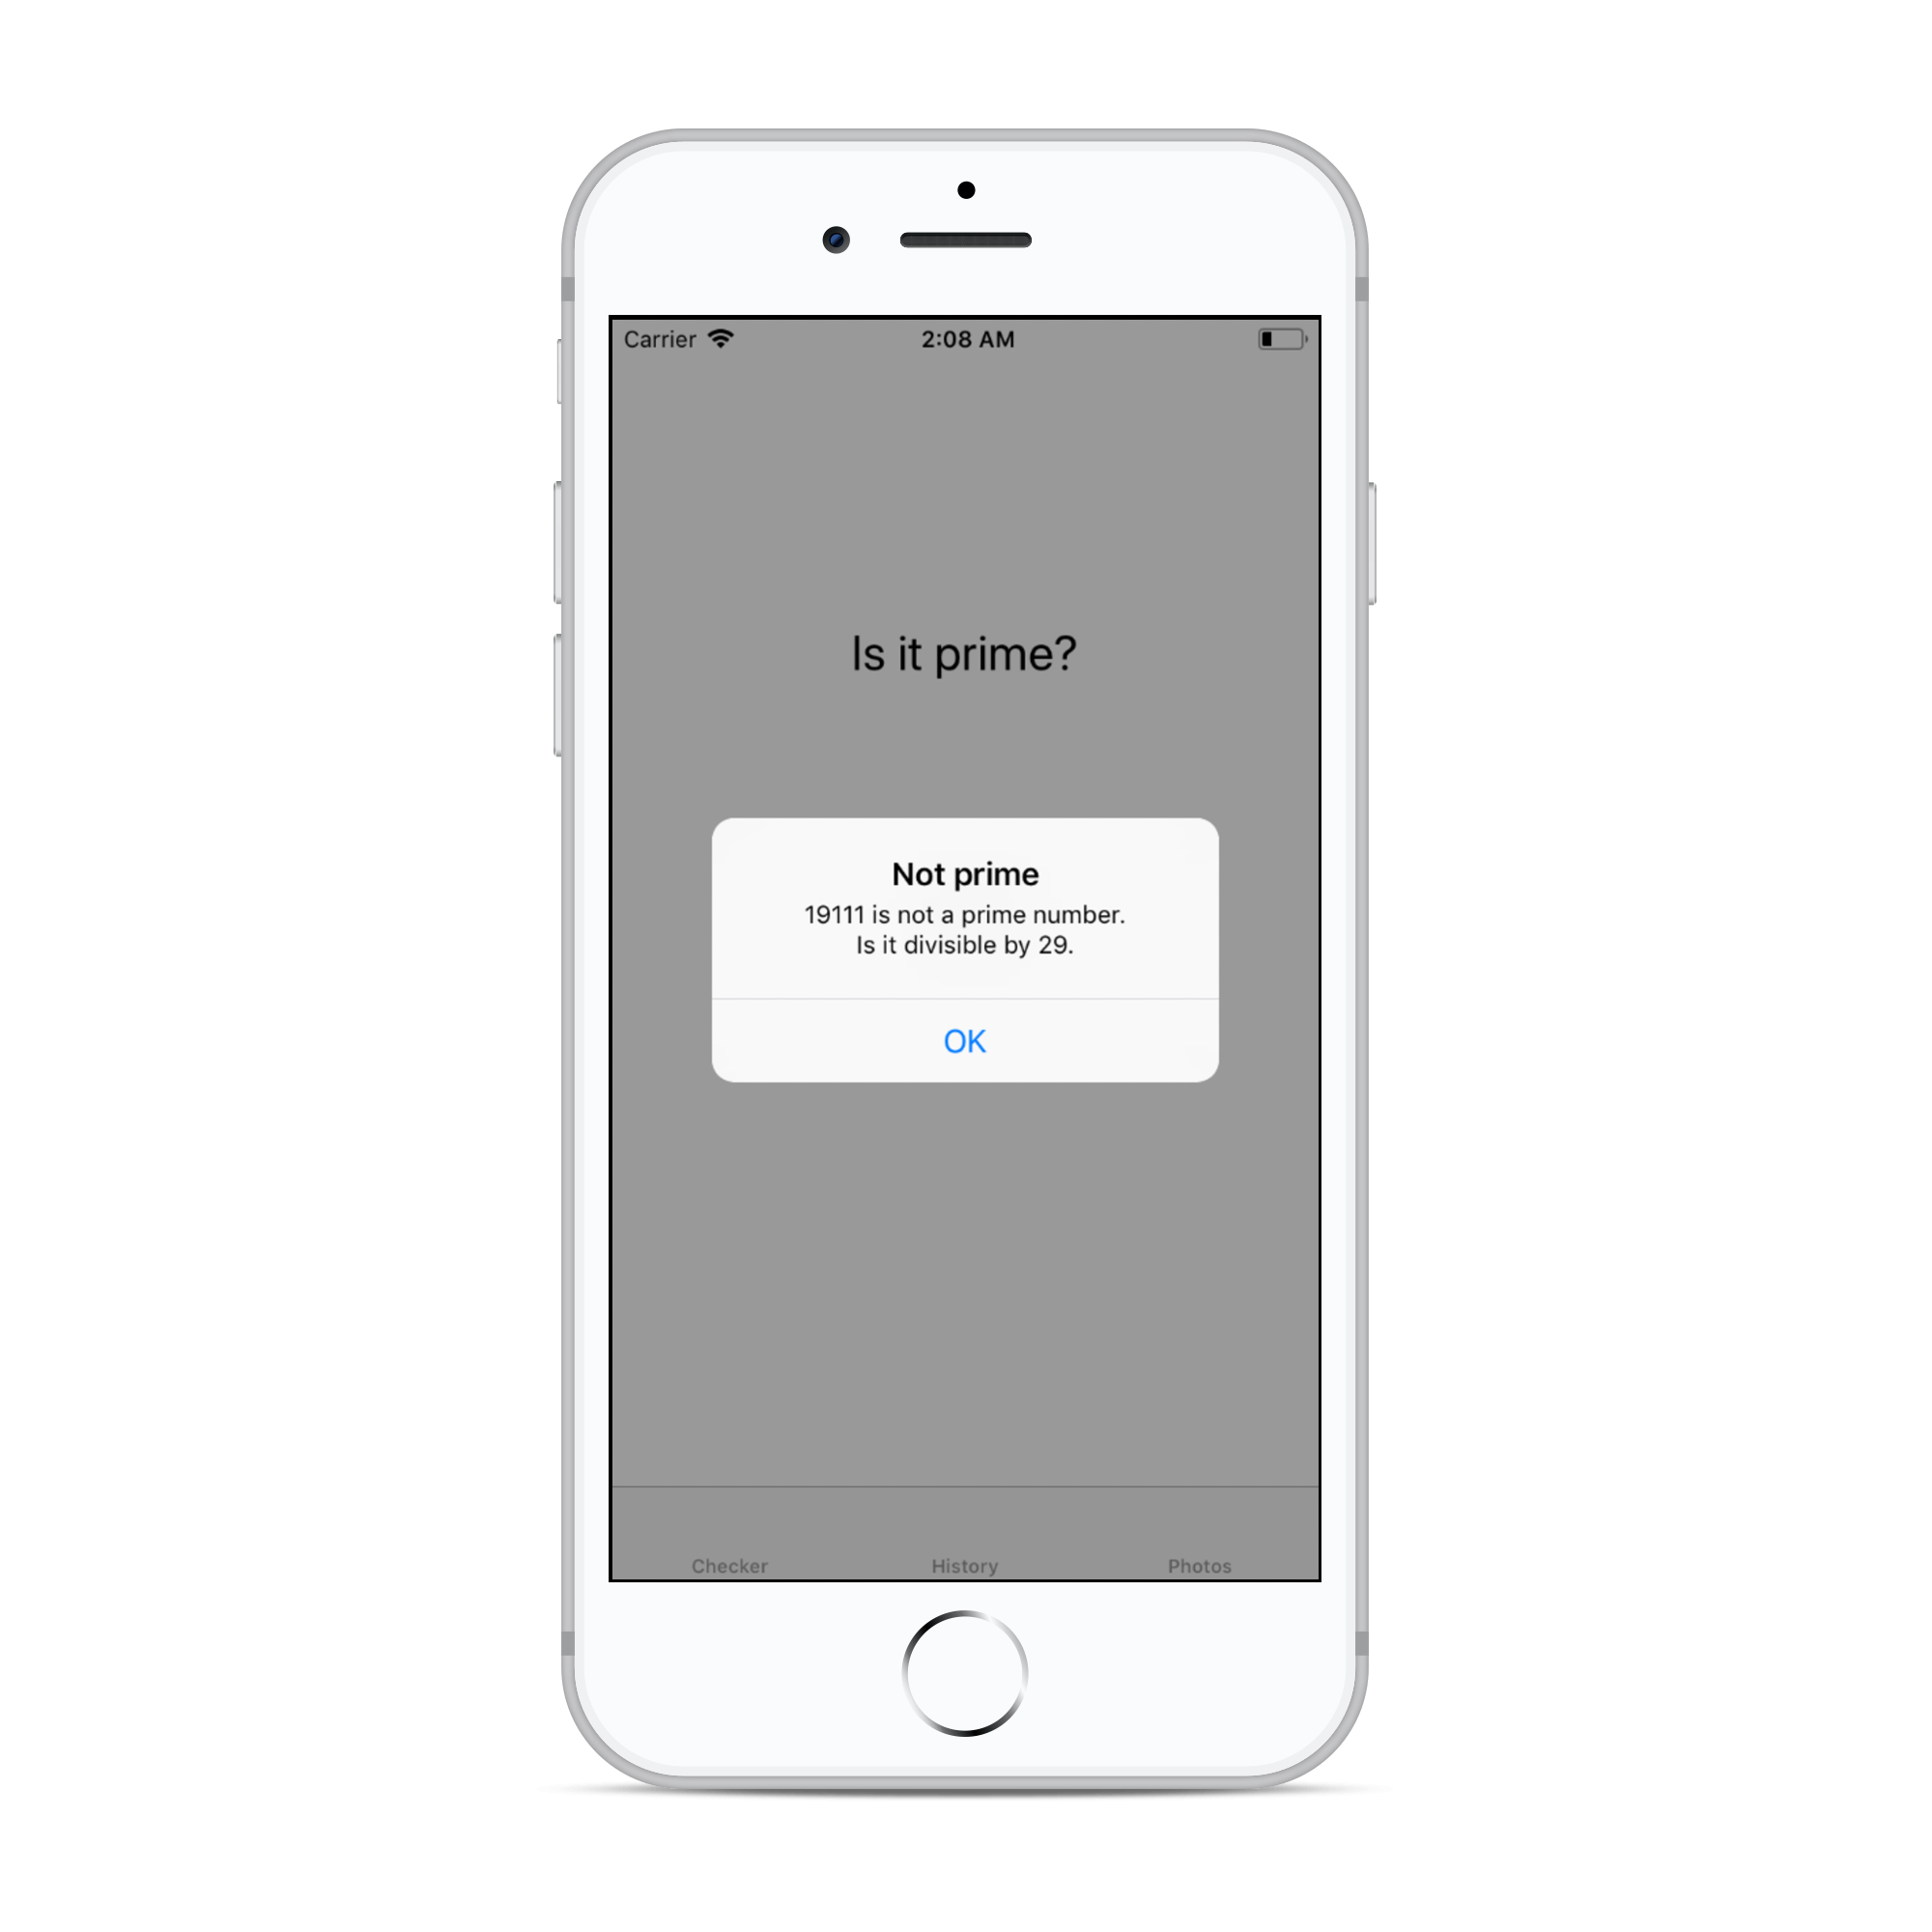 Carrier
2:08 AM
Is it prime?
Not prime
19111 is not a prime number.
Is it divisible by 29.
OK
Checker
History
Photos